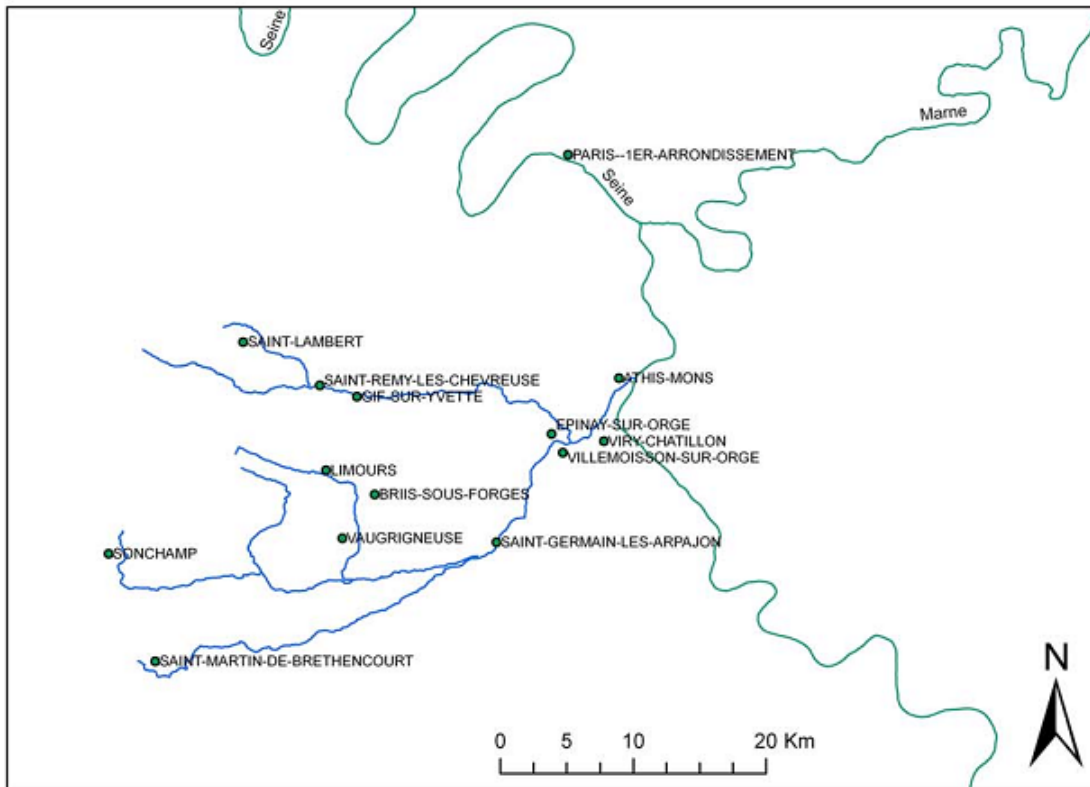 Seine
Marne
PARIS--1ER-ARRONDISSEMENT
Seine
SAINT-LAMBERT
SAINT-REMY-LES-CHEVREUSE
GIF-SUR-YVETTE
ATHIS-MONS
EPINAY-SUR-ORGE
VIRY-CHATILLON
VILLEMOISSON-SUR-ORGE
LIMOURS
BRIIS-SOUS-FORGES
VAUGRIGNEUSE
SAINT-GERMAIN-LES-ARPAJON
SONCHAMP
SAINT-MARTIN-DE-BRETHENCOURT
N
0 5 10 20 Km